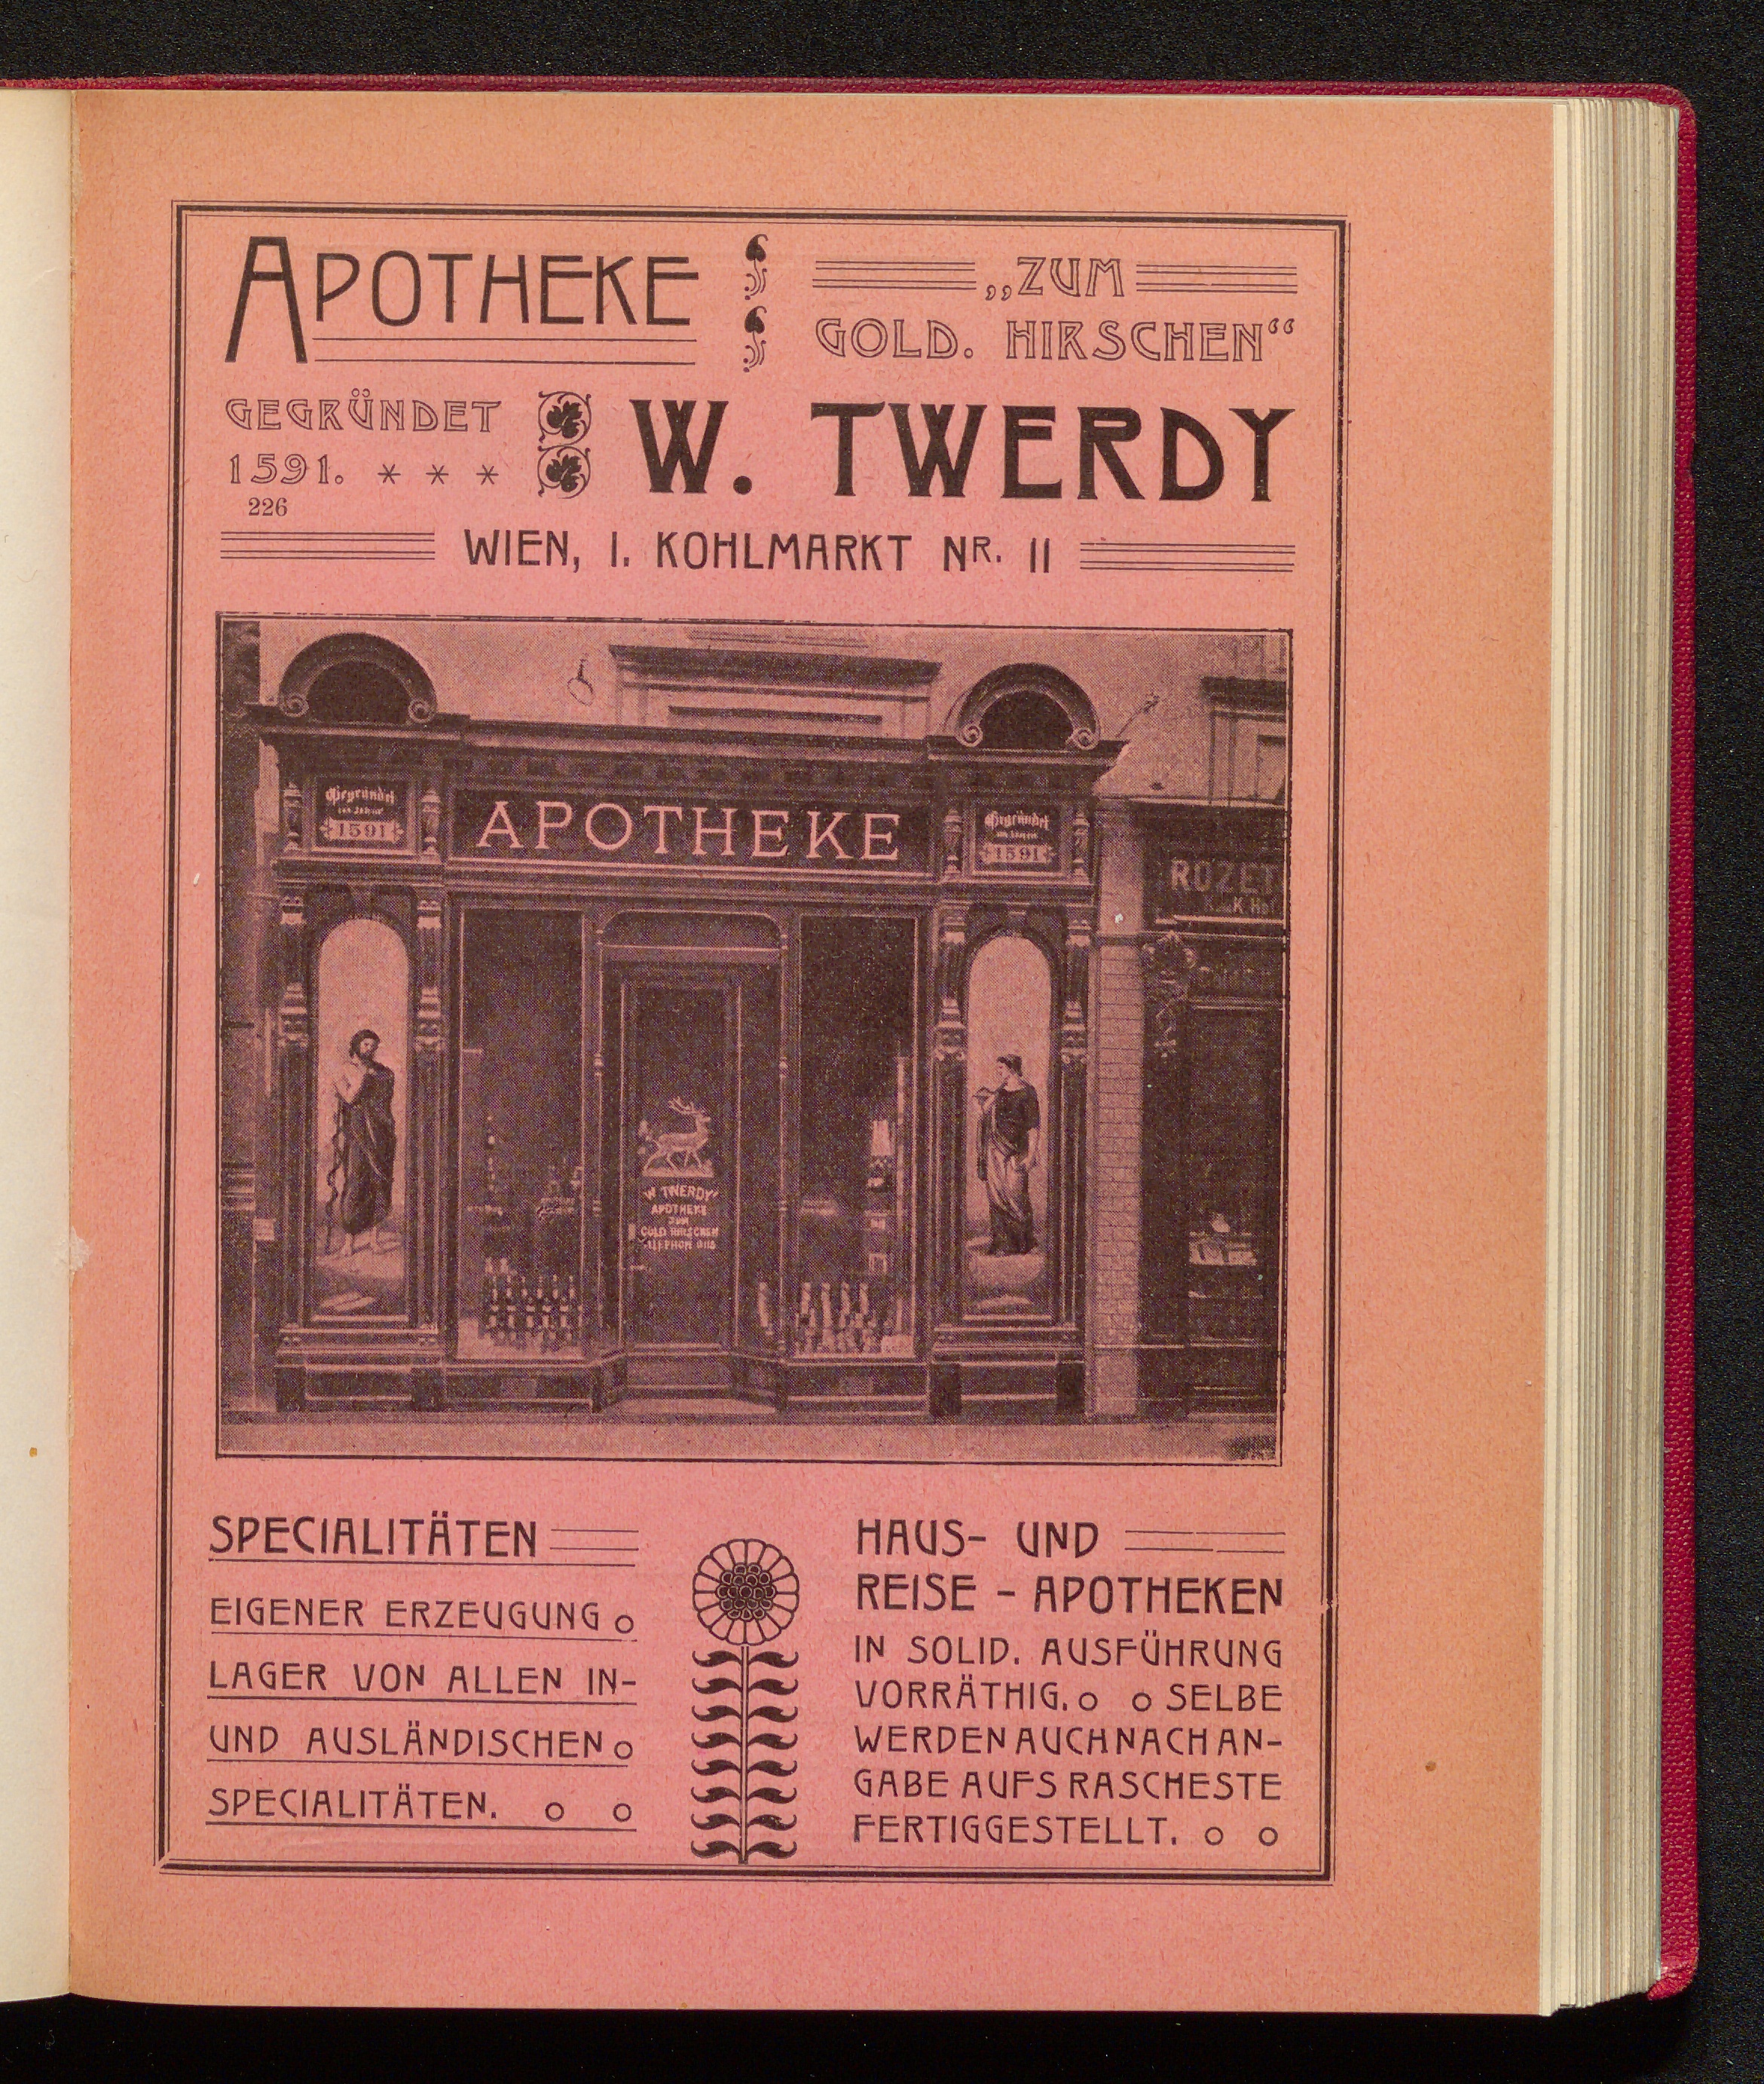 APOTHEKE
„ZUM
GOLD. HIRSCHEN“
GEGRÜNDET
1591. * * *
226
W. TWERDY
WIEN, I. KOHLMARKT NR. 11
Gegründet
1591
APOTHEKE
Gegründet
1591
ROZET
K. u. K. Hof
W TWERDY'S
APOTHEKE
ZUM
GOLD HIRSCHEN
SPECIALITÄTEN
EIGENER ERZEUGUNG
LAGER VON ALLEN IN-
UND AUSLÄNDISCHEN
SPECIALITÄTEN.
HAUS- UND
REISE - APOTHEKEN
IN SOLID. AUSFÜHRUNG
VORRÄTHIG. SELBE
WERDEN AUCH NACH AN-
GABE AUFS RASCHESTE
FERTIGGESTELLT.